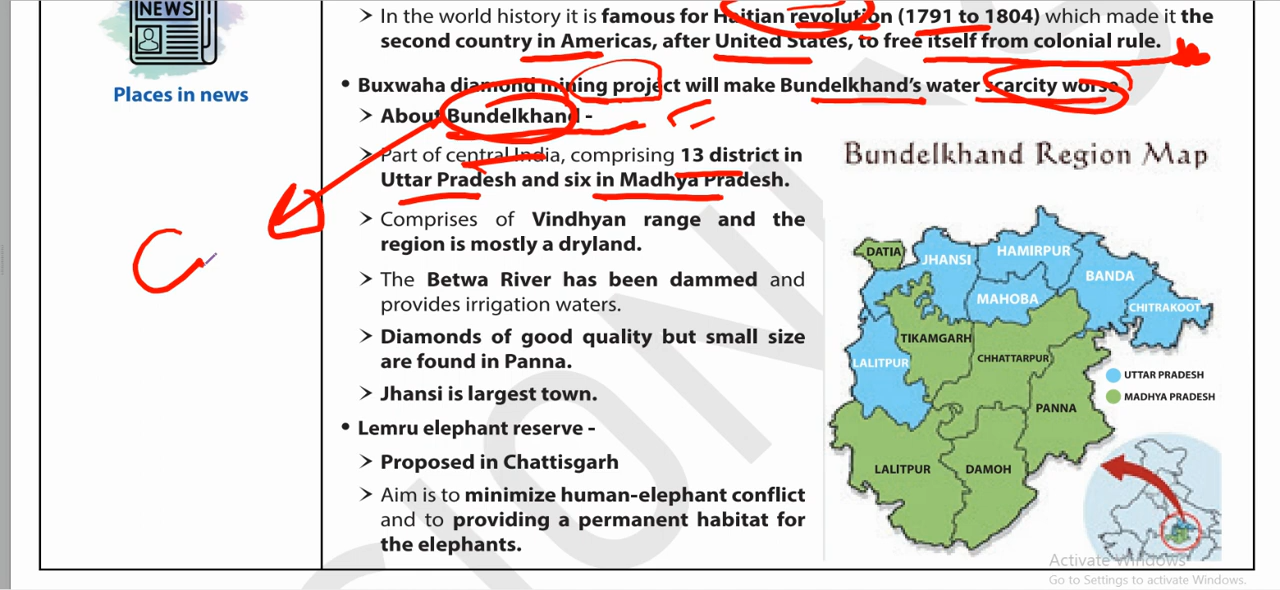 NEWS
Places in news
➢ In the world history it is famous for Haitian revolution (1791 to 1804) which made it the
second country in Americas, after United States, to free itself from colonial rule.
• Buxwaha diamond mining project will make Bundelkhand's water scarcity worse
➢ About Bundelkhand -
➢ Part of central India, comprising 13 district in
Uttar Pradesh and six in Madhya Pradesh.
➢ Comprises of Vindhyan range and the
region is mostly a dryland.
➢ The Betwa River has been dammed and
provides irrigation waters.
➢ Diamonds of good quality but small size
are found in Panna.
➢ Jhansi is largest town.
• Lemru elephant reserve -
➢ Proposed in Chattisgarh
➢ Aim is to minimize human-elephant conflict
and to providing a permanent habitat for
the elephants.
Bundelkhand Region Map
DATIA
JHANSI
HAMIRPUR
BANDA
MAHOBA
CHITRAKOOT
TIKAMGARH
CHHATTARPUR
LALITPUR
UTTAR PRADESH
MADHYA PRADESH
PANNA
LALITPUR
DAMOH
Activate Windows
Go to Settings to activate Windows.